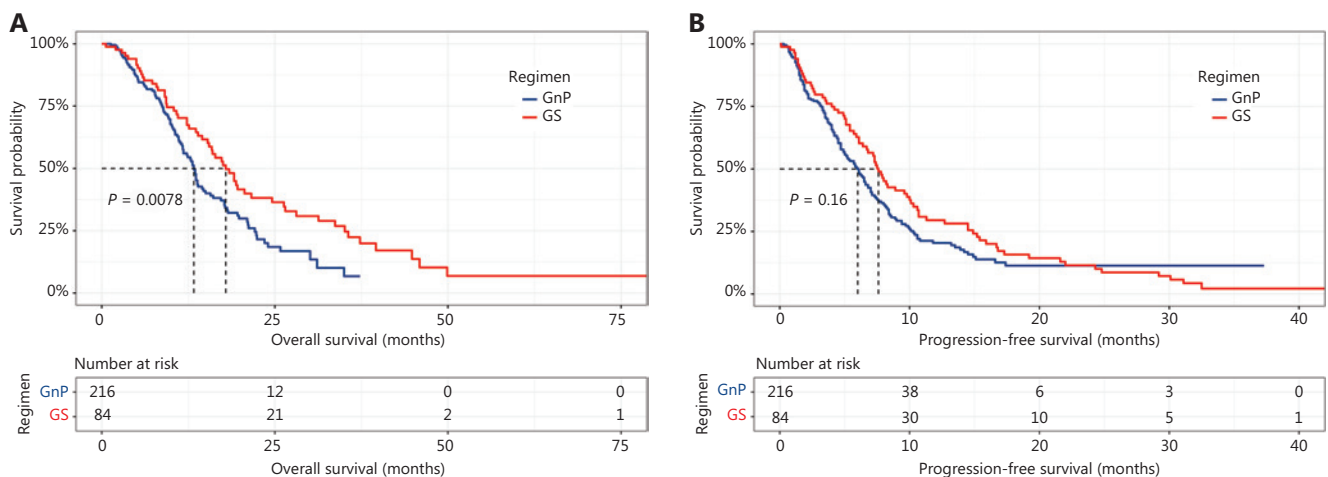 A
100%
75%
50%
25%
0%
Survival probability
Regimen
GnP
GS
P = 0.0078
0 25 50 75
Overall survival (months)
Number at risk
Regimen
GnP 216 12 0 0
GS 84 21 2 1
0 25 50 75
Overall survival (months)
B
100%
75%
50%
25%
0%
Survival probability
Regimen
GnP
GS
P = 0.16
0 10 20 30 40
Progression-free survival (months)
Number at risk
Regimen
GnP 216 38 6 3 0
GS 84 30 10 5 1
0 10 20 30 40
Progression-free survival (months)